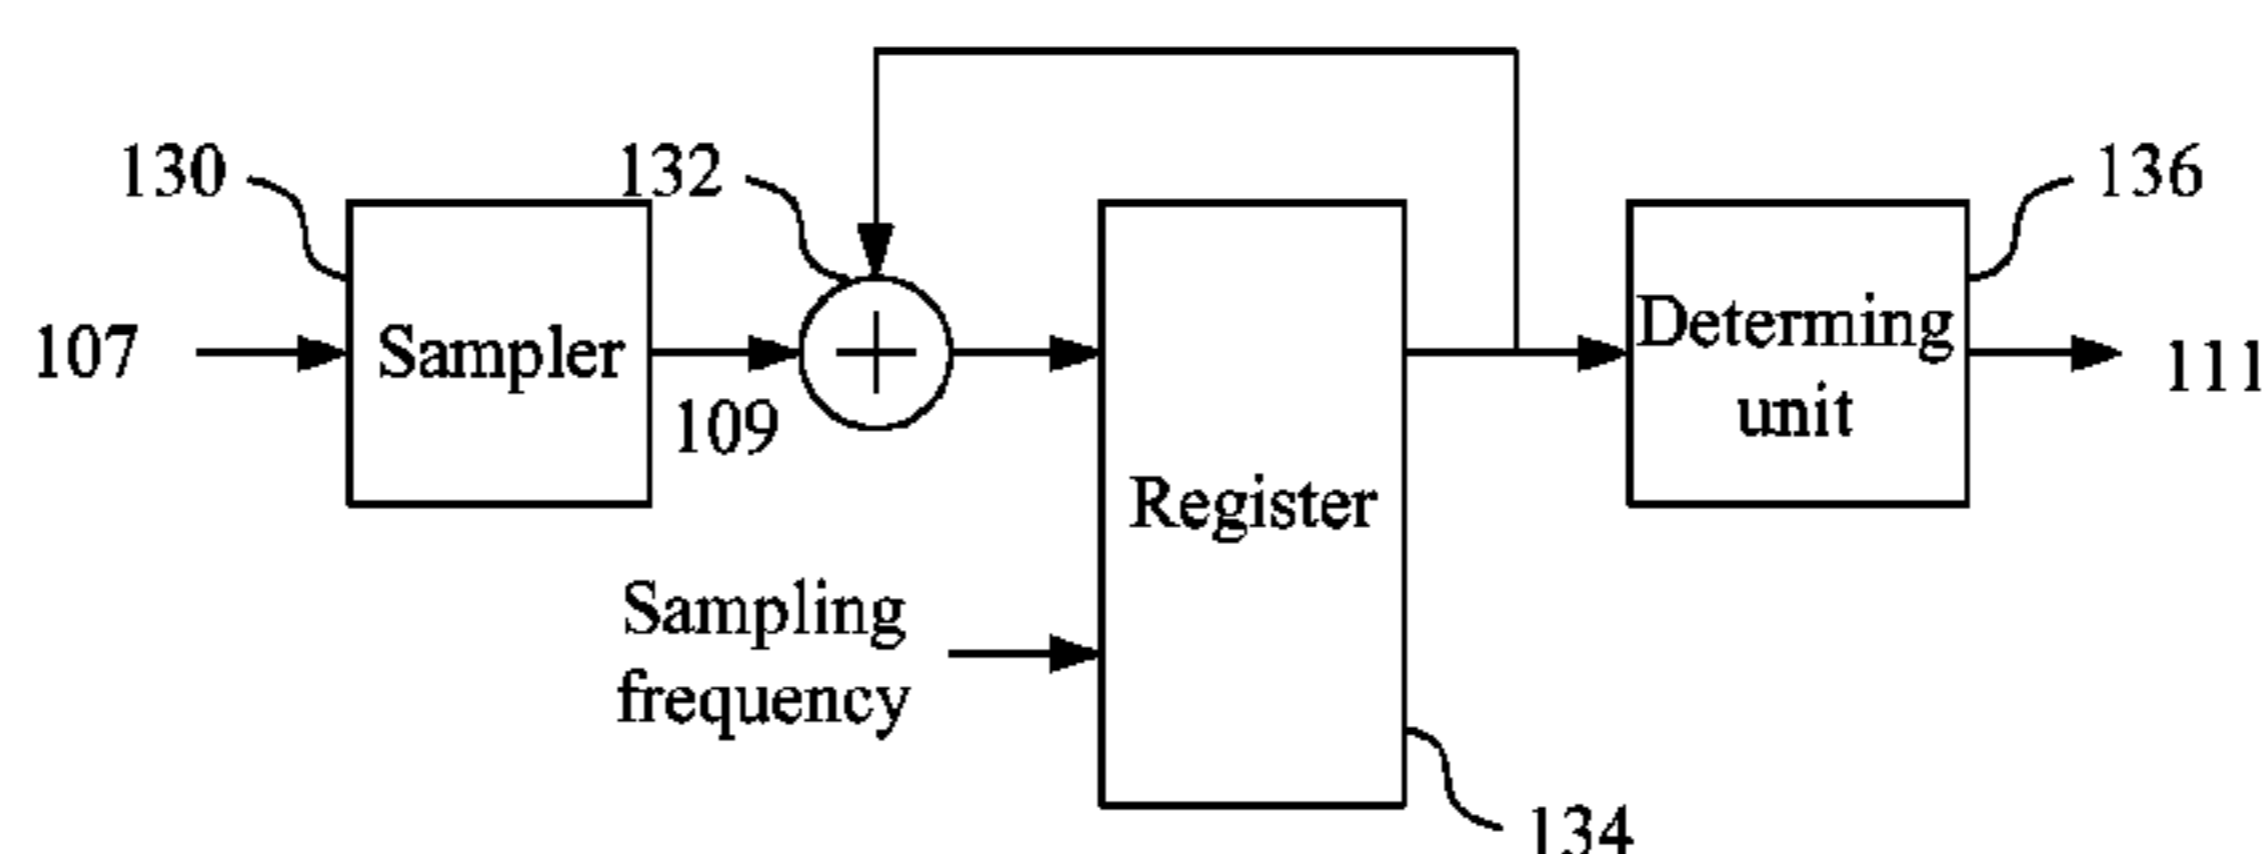 130
132
136
107
Sampler
109
Determing
unit
111
Register
Sampling
frequency
134